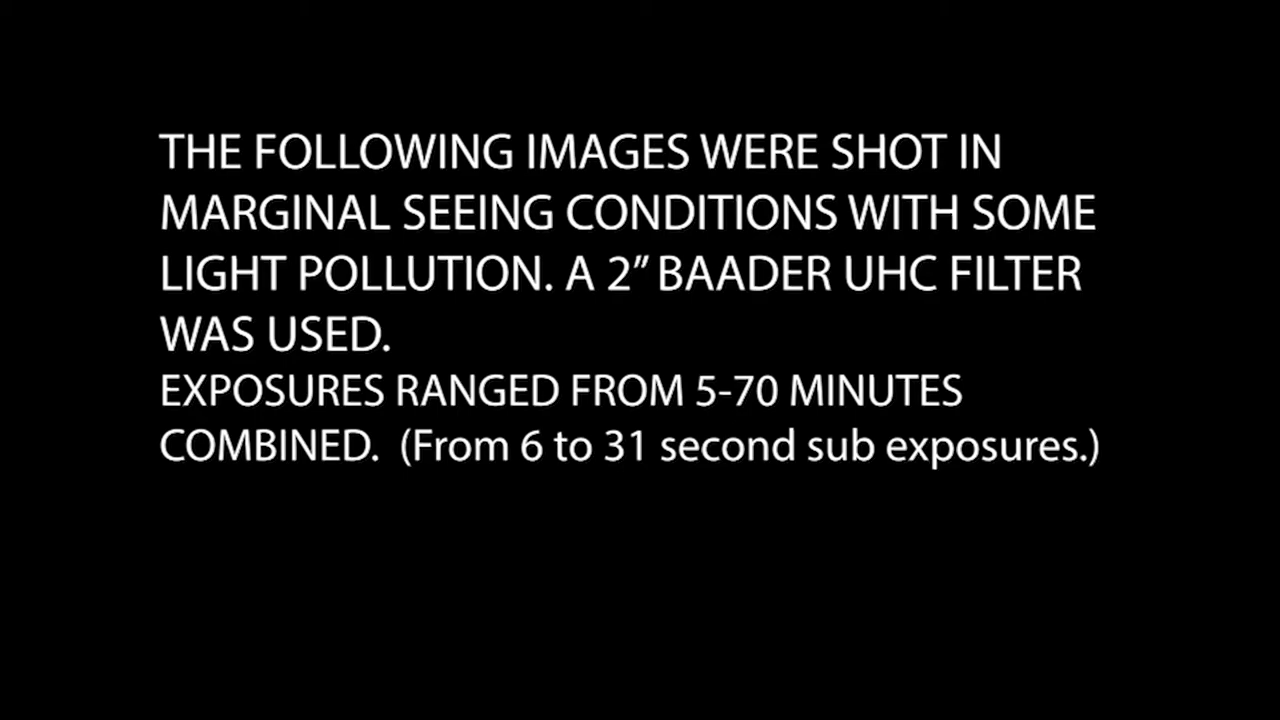 THE FOLLOWING IMAGES WERE SHOT IN
MARGINAL SEEING CONDITIONS WITH SOME
LIGHT POLLUTION. A 2” BAADER UHC FILTER
WAS USED.
EXPOSURES RANGED FROM 5-70 MINUTES
COMBINED.  (From 6 to 31 second sub exposures.)